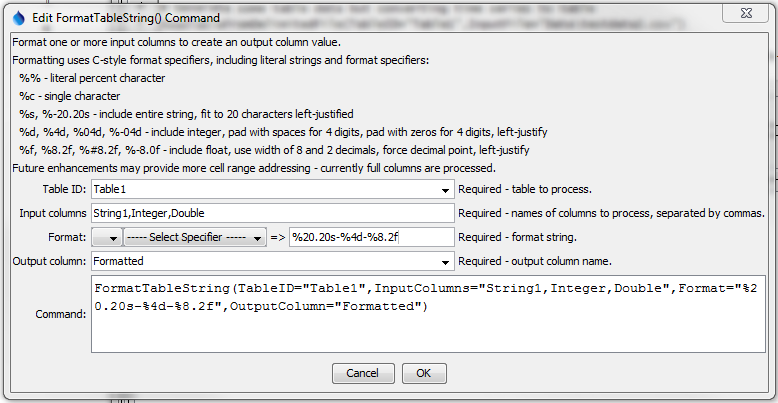 Edit FormatTableString() Command
Format one or more input columns to create an output column value.
Formatting uses C-style format specifiers, including literal strings and format specifiers:
%% - literal percent character
%c - single character
%s, %-20.20s - include entire string, fit to 20 characters left-justified
%d, %4d, %04d, %-04d - include integer, pad with spaces for 4 digits, pad with zeros for 4 digits, left-justify
%f, %8.2f, %#8.2f, %-8.0f - include float, use width of 8 and 2 decimals, force decimal point, left-justify
Future enhancements may provide more cell range addressing - currently full columns are processed.
Table ID: Table1 Required - table to process.
Input columns String1,Integer,Double Required - names of columns to process, separated by commas.
Format: ----- Select Specifier ----- => %20.20s-%4d-%8.2f Required - format string.
Output column: Formatted Required - output column name.
Command: FormatTableString(TableID="Table1",InputColumns="String1,Integer,Double",Format="%2
0.20s-%4d-%8.2f",OutputColumn="Formatted")
Cancel OK